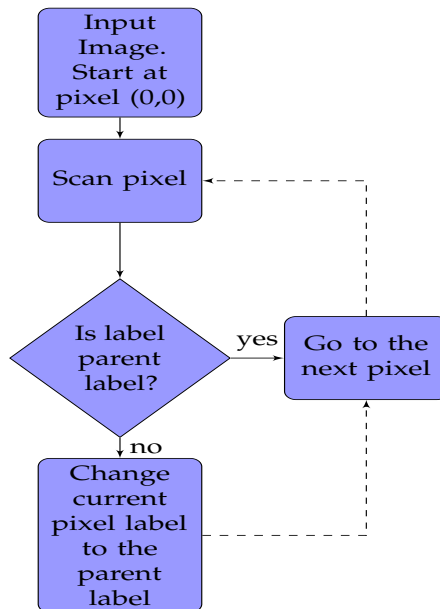 Input
Image.
Start at
pixel (0,0)
Scan pixel
Is label
parent
label?
yes
Go to the
next pixel
no
Change
current
pixel label
to the
parent
label